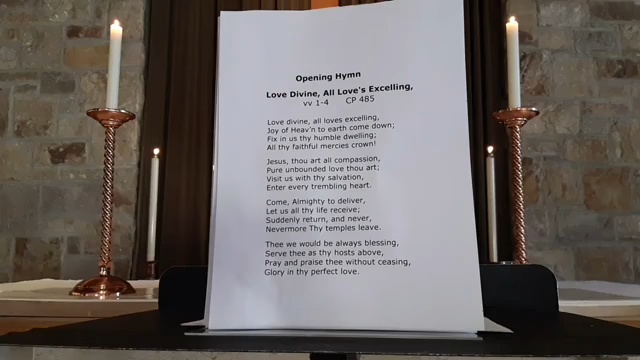 Opening Hymn
Love Divine, All Love's Excelling,
vv 1-4 CP 485
Love divine, all loves excelling,
Joy of Heav'n to earth come down;
Fix in us thy humble dwelling;
All thy faithful mercies crown!
Jesus, thou art all compassion,
Pure unbounded love thou art;
Visit us with thy salvation,
Enter every trembling heart.
Come, Almighty to deliver,
Let us all thy life receive;
Suddenly return, and never,
Nevermore Thy temples leave.
Thee we would be always blessing,
Serve thee as thy hosts above,
Pray and praise thee without ceasing,
Glory in thy perfect love.